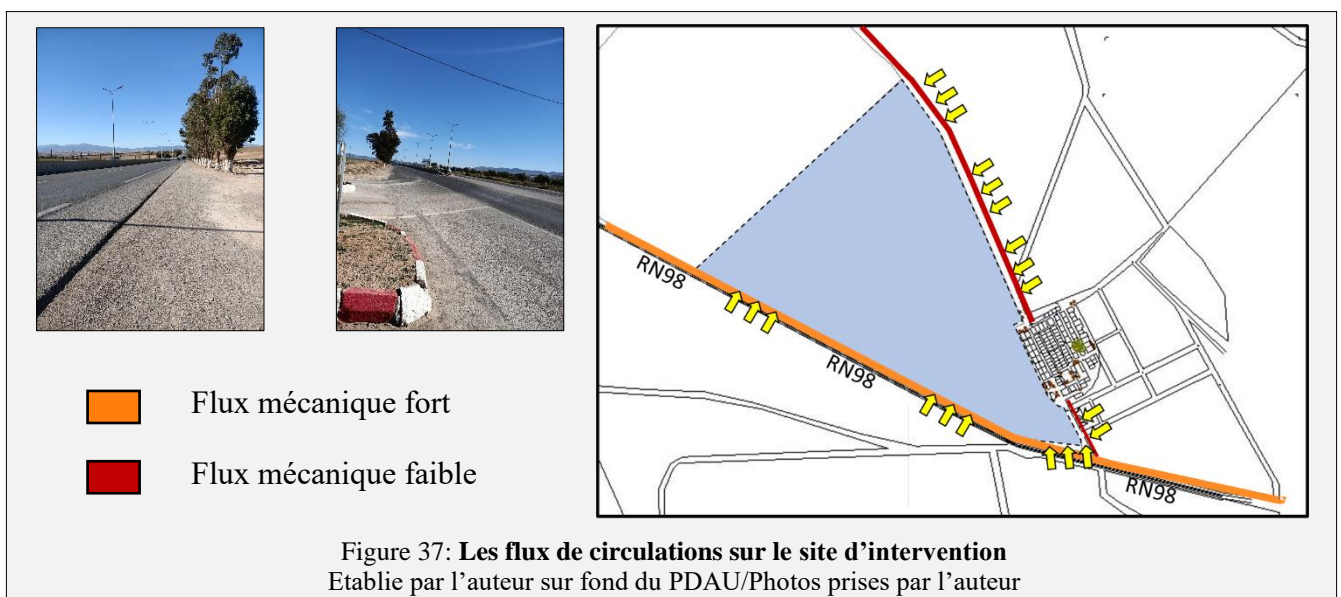 RN98
RN98
RN98
Flux mécanique fort
Flux mécanique faible
Figure 37: Les flux de circulations sur le site d’intervention
Etablie par l’auteur sur fond du PDAU/Photos prises par l’auteur